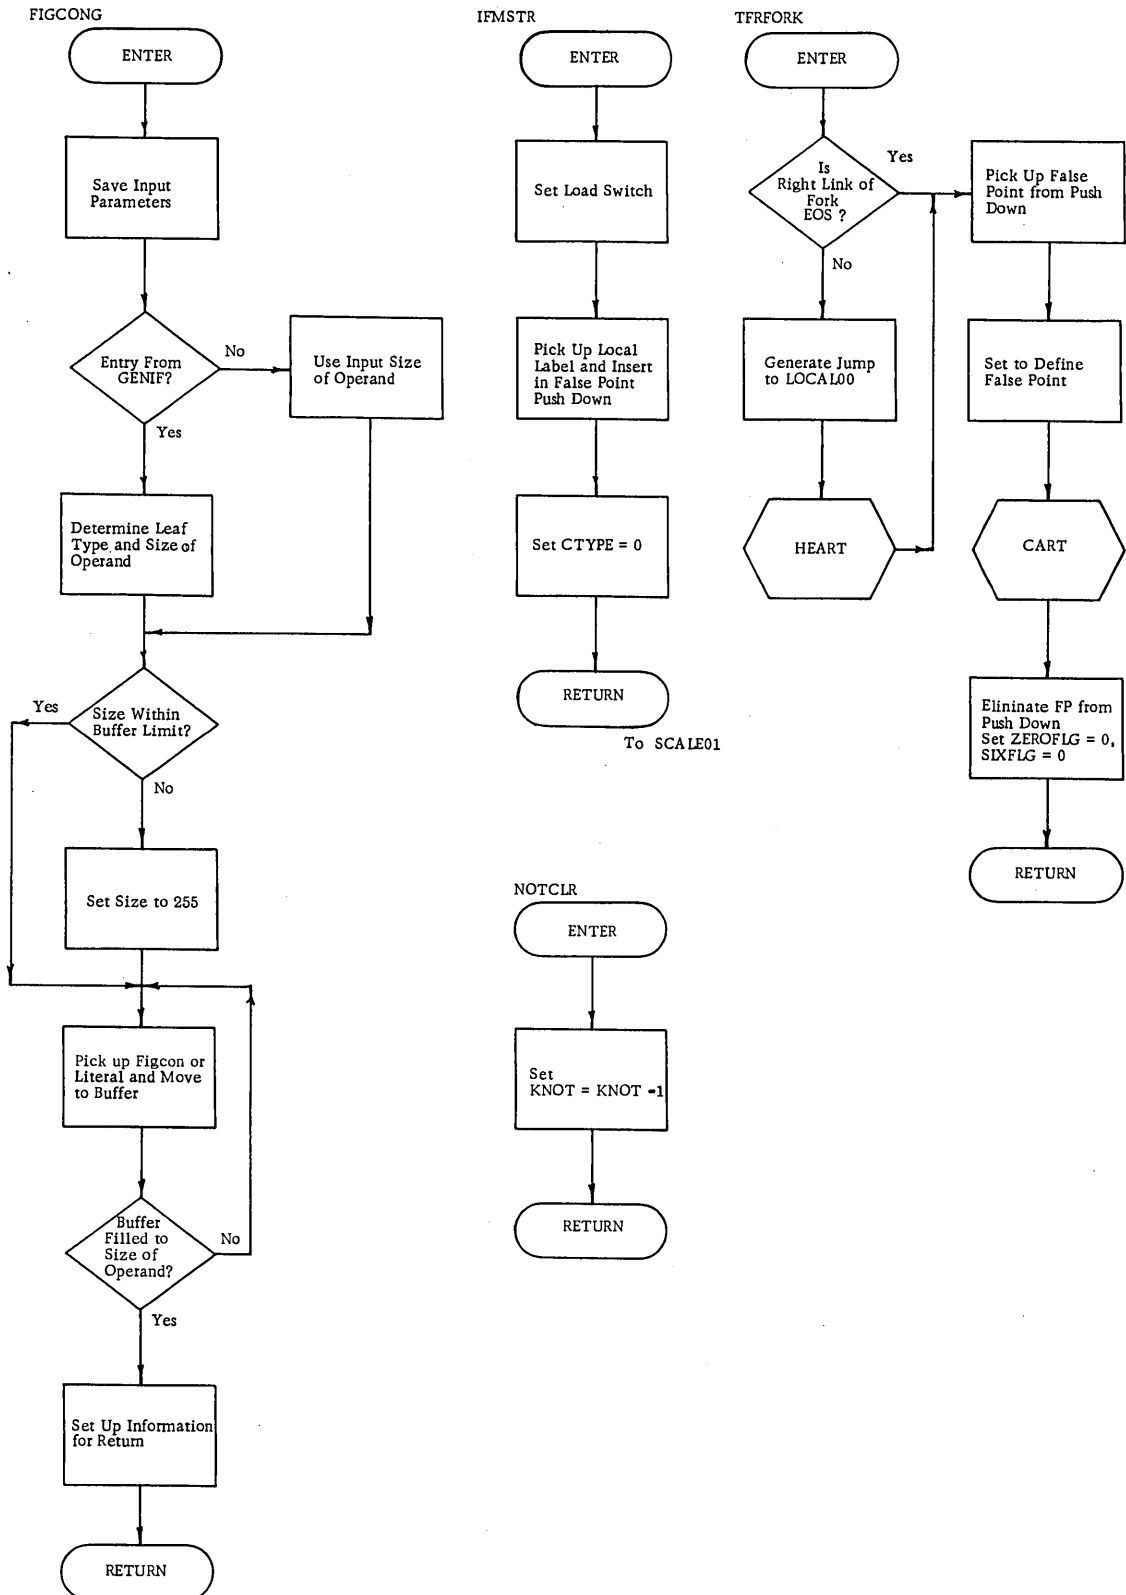 FIGCONG
ENTER
Save Input
Parameters
Entry From
GENIF?
No
Use Input Size
of Operand
Yes
Determine Leaf
Type and Size of
Operand
Size Within
Buffer Limit?
Yes
No
Set Size to 255
Pick up Figcon or
Literal and Move
to Buffer
Buffer
Filled to
Size of
Operand?
No
Yes
Set Up Information
for Return
RETURN
IFMSTR
ENTER
Set Load Switch
Pick Up Local
Label and Insert
in False Point
Push Down
Set CTYPE = 0
RETURN
To SCALE01
NOTCLR
ENTER
Set
KNOT = KNOT -1
RETURN
TFRFORK
ENTER
Is
Right Link of
Fork
EOS ?
Yes
No
Generate Jump
to LOCAL00
HEART
Pick Up False
Point from Push
Down
Set to Define
False Point
CART
Elininate FP from
Push Down
Set ZEROFLG = 0,
SIXFLG = 0
RETURN